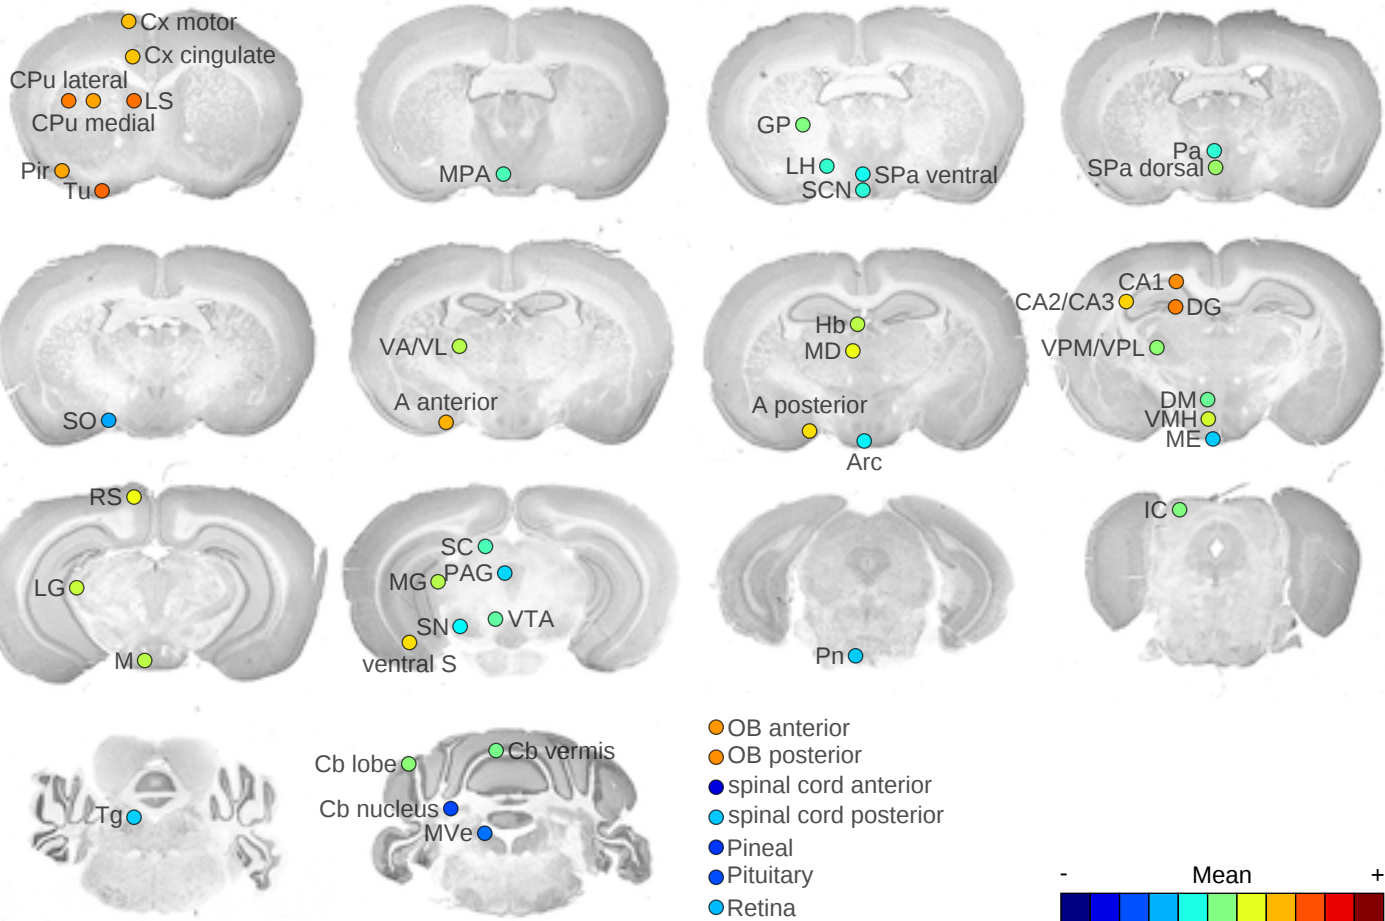 Cx motor
Cx cingulate
CPu lateral
LS
CPu medial
Pir
Tu
MPA
GP
LH
SPa ventral
SCN
Pa
SPa dorsal
SO
VA/VL
A anterior
Hb
MD
A posterior
Arc
CA1
CA2/CA3
DG
VPM/VPL
DM
VMH
ME
RS
LG
M
SC
PAG
MG
VTA
SN
ventral S
Pn
IC
Tg
Cb lobe
Cb vermis
Cb nucleus
MVe
OB anterior
OB posterior
spinal cord anterior
spinal cord posterior
Pineal
Pituitary
Retina
- Mean +